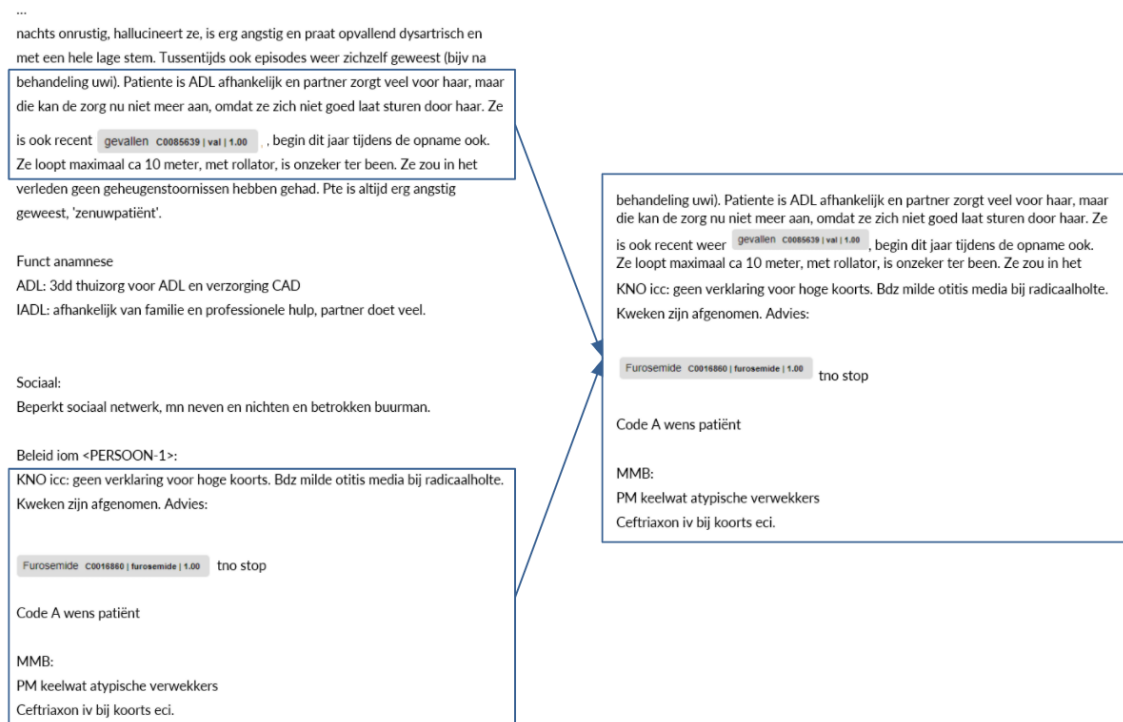 ...
nachts onrustig, hallucineert ze, is erg angstig en praat opvallend dysartrisch en
met een hele lage stem. Tussentijds ook episodes weer zichzelf geweest (bijv na
behandeling uwi). Patiente is ADL afhankelijk en partner zorgt veel voor haar, maar
die kan de zorg nu niet meer aan, omdat ze zich niet goed laat sturen door haar. Ze
is ook recent gevallen C0085639 | val | 1.00 , begin dit jaar tijdens de opname ook.
Ze loopt maximaal ca 10 meter, met rollator, is onzeker ter been. Ze zou in het
verleden geen geheugenstoornissen hebben gehad. Pte is altijd erg angstig
geweest, 'zenuwpatiënt'.
Funct anamnese
ADL: 3dd thuizorg voor ADL en verzorging CAD
IADL: afhankelijk van familie en professionele hulp, partner doet veel.
Sociaal:
Beperkt sociaal netwerk, mn neven en nichten en betrokken buurman.
Beleid iom <PERSOON-1>:
KNO icc: geen verklaring voor hoge koorts. Bdz milde otitis media bij radicaalholte.
Kweken zijn afgenomen. Advies:
Furosemide C0016860 | furosemide | 1.00 tno stop
Code A wens patiënt
MMB:
PM keelwat atypische verwekkers
Ceftriaxon iv bij koorts eci.
behandeling uwi). Patiente is ADL afhankelijk en partner zorgt veel voor haar, maar
die kan de zorg nu niet meer aan, omdat ze zich niet goed laat sturen door haar. Ze
is ook recent weer gevallen C0085639 | val | 1.00 , begin dit jaar tijdens de opname ook.
Ze loopt maximaal ca 10 meter, met rollator, is onzeker ter been. Ze zou in het
KNO icc: geen verklaring voor hoge koorts. Bdz milde otitis media bij radicaalholte.
Kweken zijn afgenomen. Advies:
Furosemide C0016860 | furosemide | 1.00 tno stop
Code A wens patiënt
MMB:
PM keelwat atypische verwekkers
Ceftriaxon iv bij koorts eci.